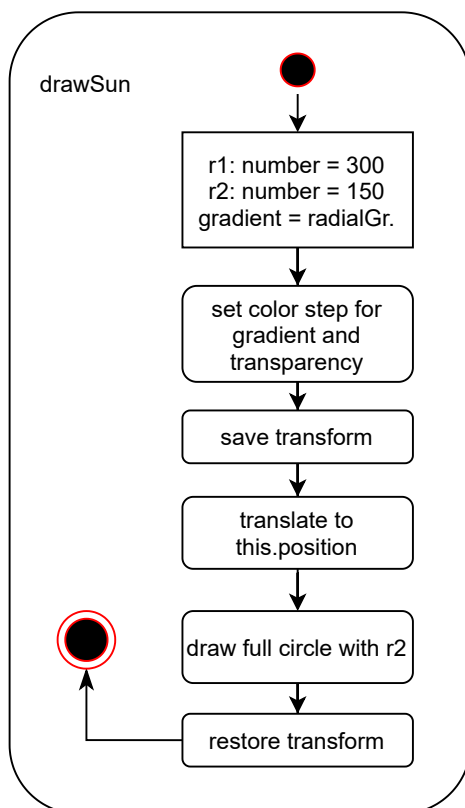 drawSun
r1: number = 300
r2: number = 150
gradient = radialGr.
set color step for
gradient and
transparency
save transform
translate to
this.position
draw full circle with r2
restore transform